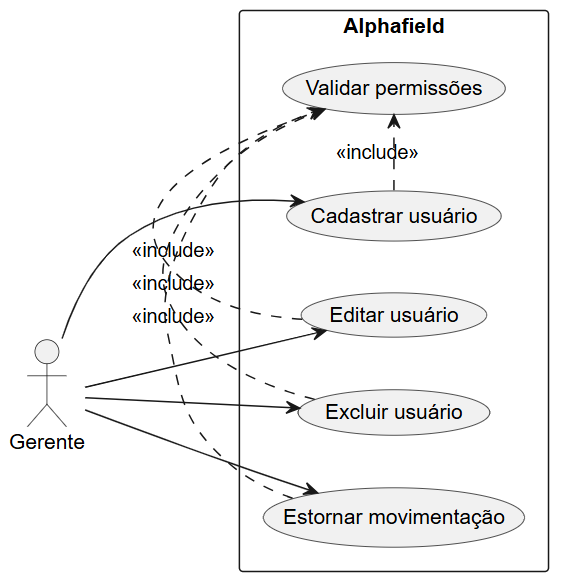 Alphafield
Validar permissões
«include»
Cadastrar usuário
«include»
«include»
«include»
Editar usuário
Excluir usuário
Gerente
Estornar movimentação